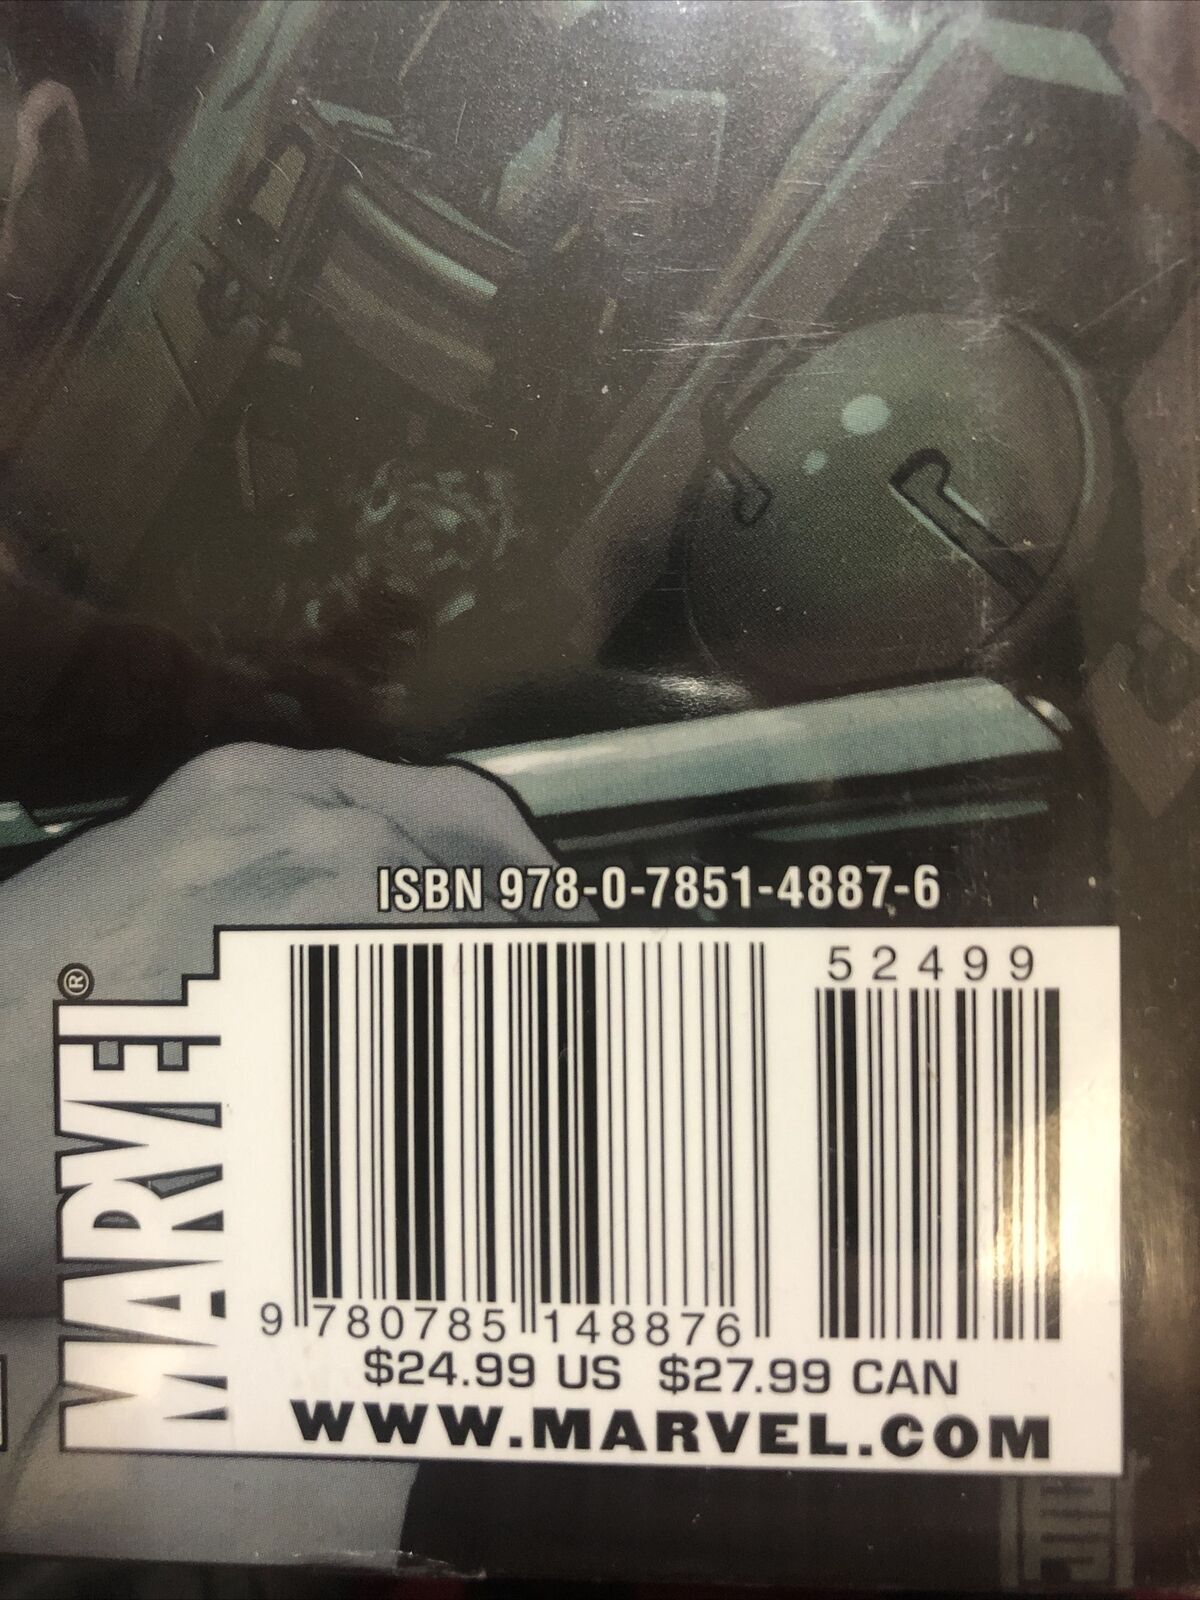 ISBN 978-0-7851-4887-6
MARVEL®
52499
9 780785 148876
$24.99 US $27.99 CAN
WWW.MARVEL.COM